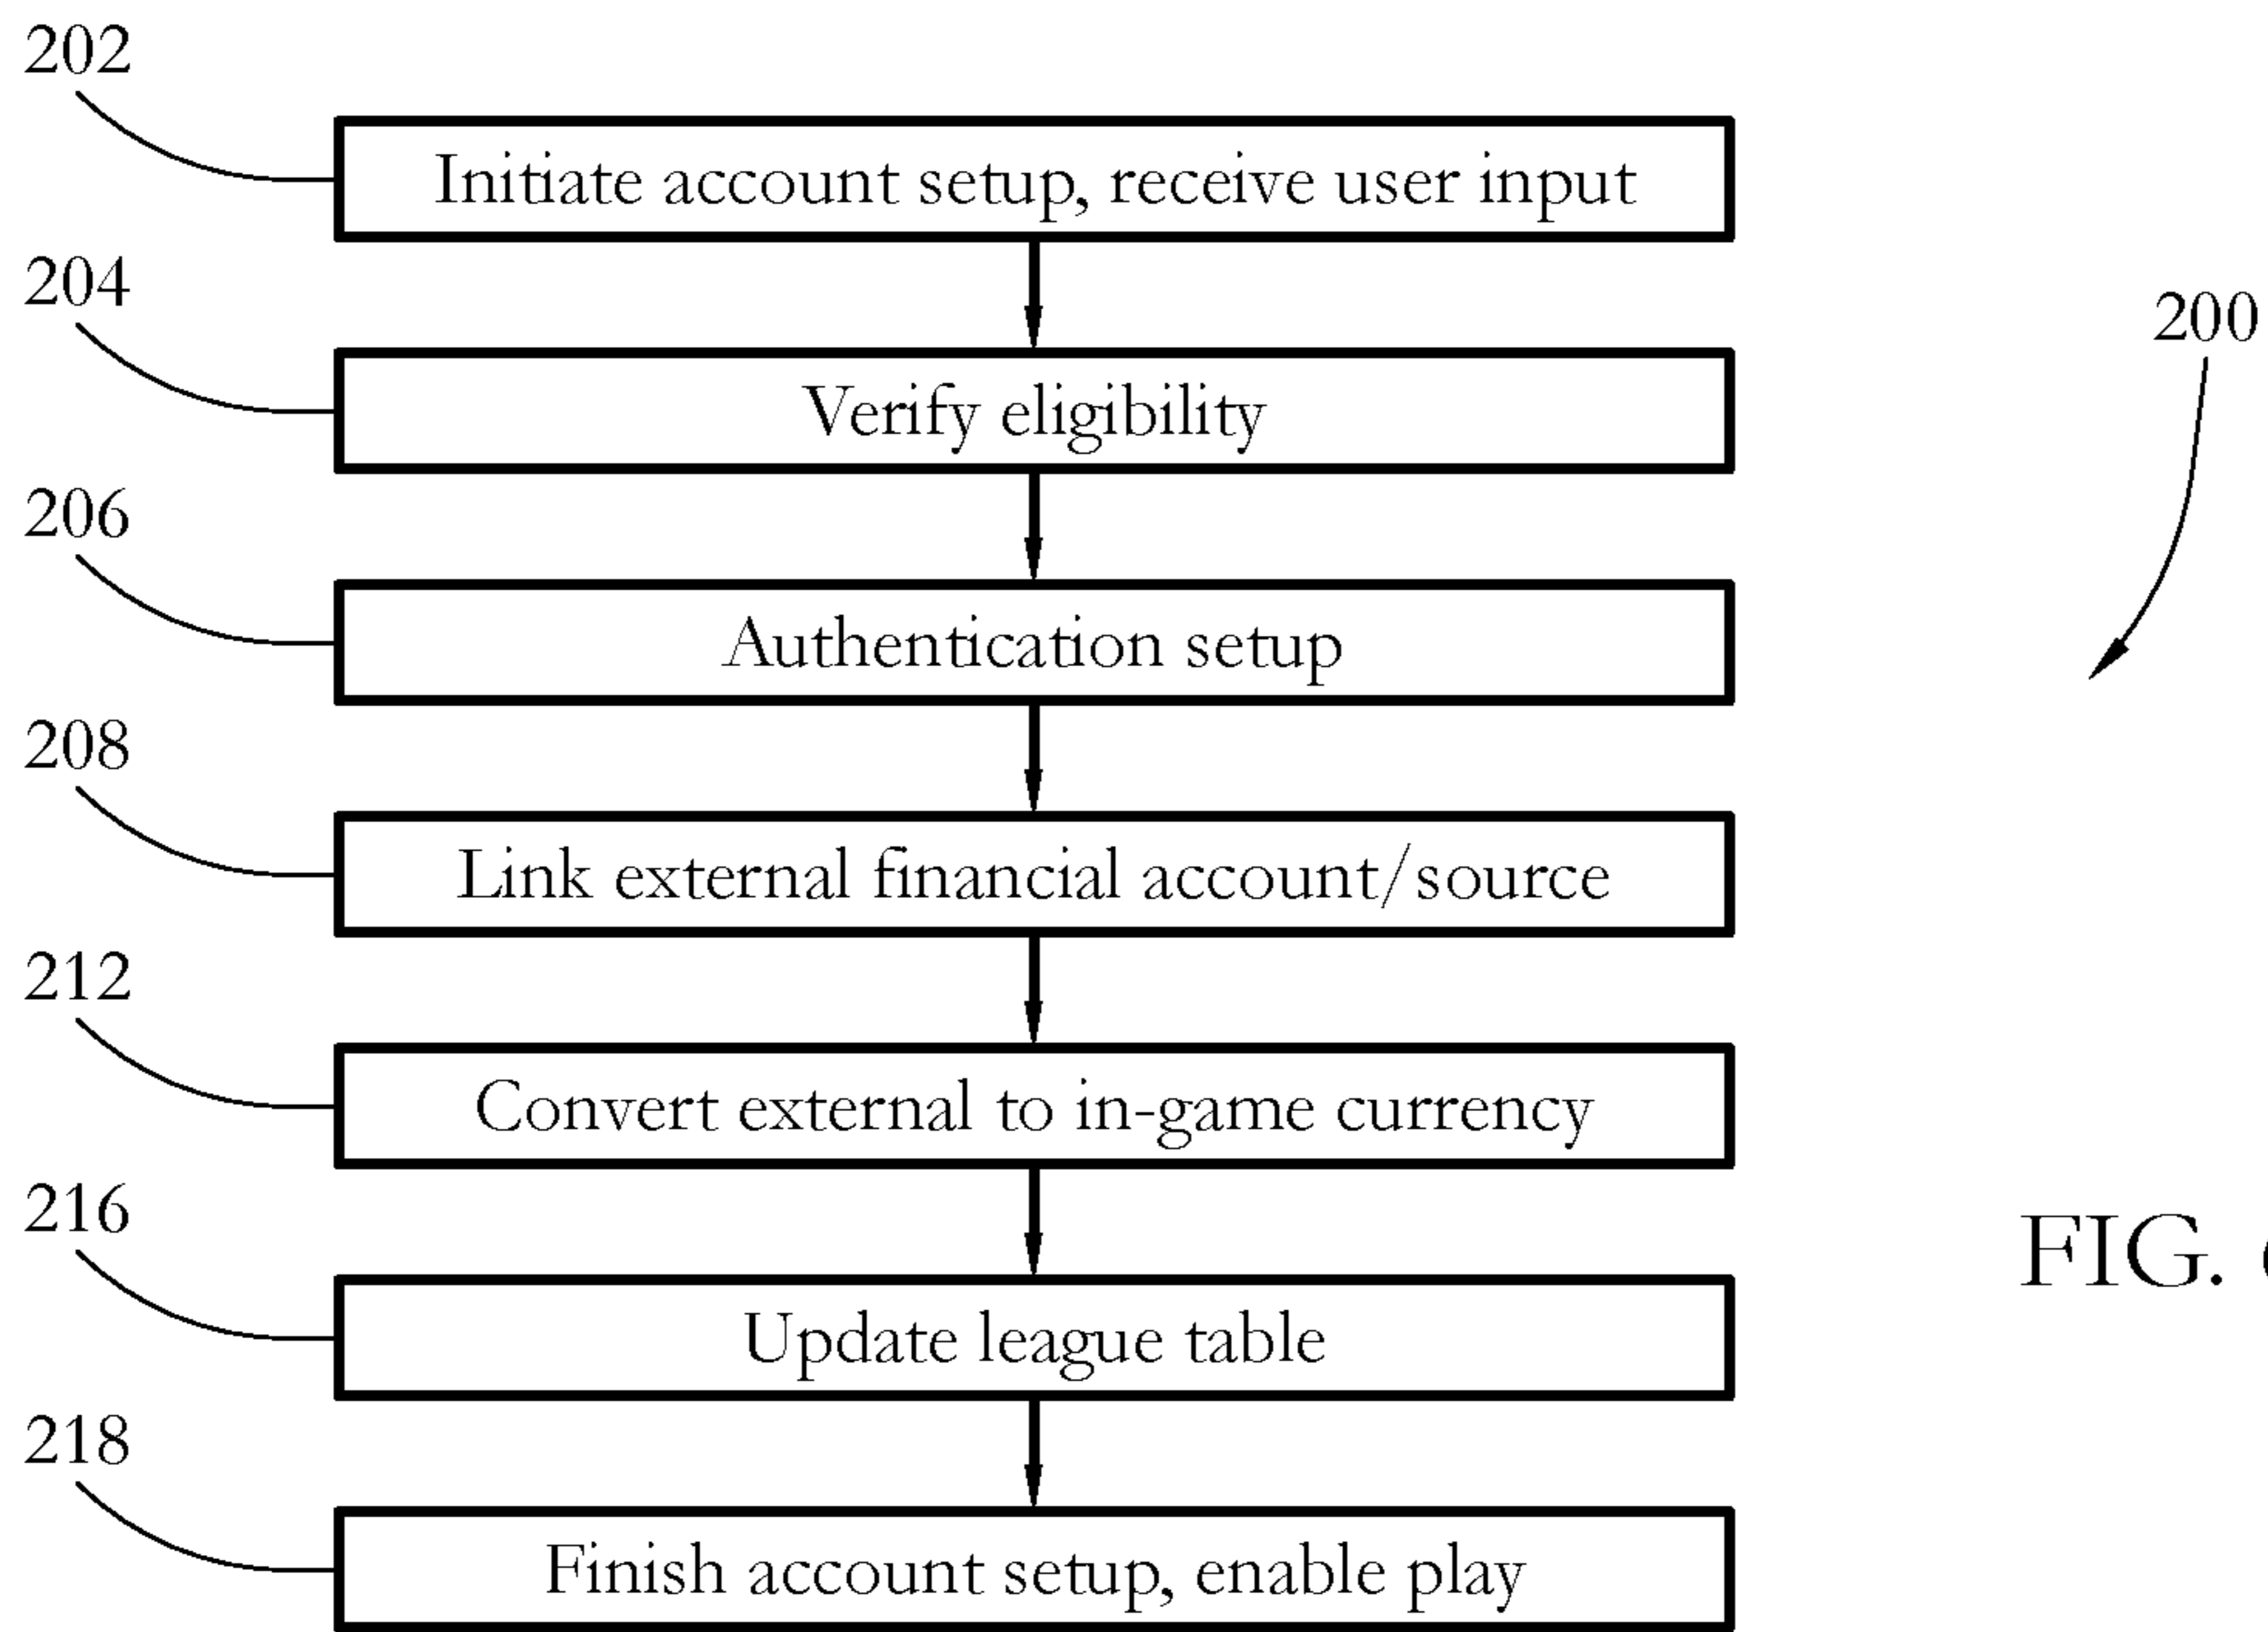 202
Initiate account setup, receive user input
204
Verify eligibility
200
206
Authentication setup
208
Link external financial account/source
212
Convert external to in-game currency
216
Update league table
FIG.
218
Finish account setup, enable play